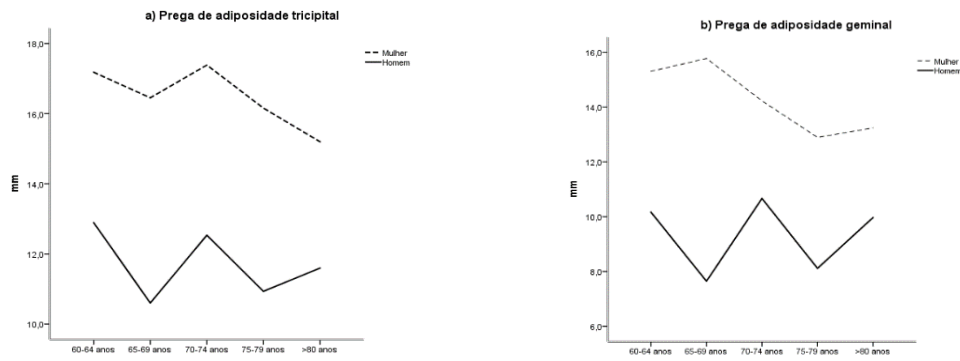 a) Prega de adiposidade tricipital
18,0
16,0
14,0
12,0
10,0
mm
Mulher
Homem
60-64 anos 65-69 anos 70-74 anos 75-79 anos >80 anos
b) Prega de adiposidade geminal
16,0
14,0
12,0
10,0
8,0
6,0
mm
Mulher
Homem
60-64 anos 65-69 anos 70-74 anos 75-79 anos >80 anos